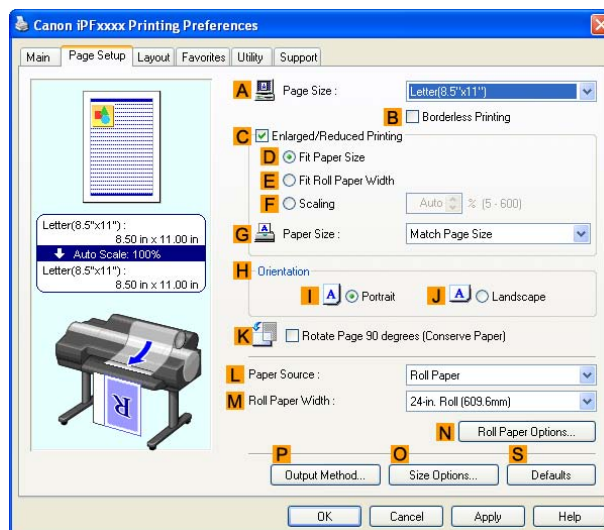 Canon iPFxxxx Printing Preferences
Main Page Setup Layout Favorites Utility Support
A Page Size : Letter(8.5"x11")
B Borderless Printing
C Enlarged/Reduced Printing
D Fit Paper Size
E Fit Roll Paper Width
F Scaling Auto % (5 - 600)
G Paper Size : Match Page Size
Letter(8.5"x11") :
8.50 in x 11.00 in
Auto Scale: 100%
Letter(8.5"x11") :
8.50 in x 11.00 in
H Orientation
I A Portrait J A Landscape
K Rotate Page 90 degrees (Conserve Paper)
L Paper Source : Roll Paper
M Roll Paper Width : 24-in. Roll (609.6mm)
R
N Roll Paper Options...
P O S
Output Method... Size Options... Defaults
OK Cancel Apply Help